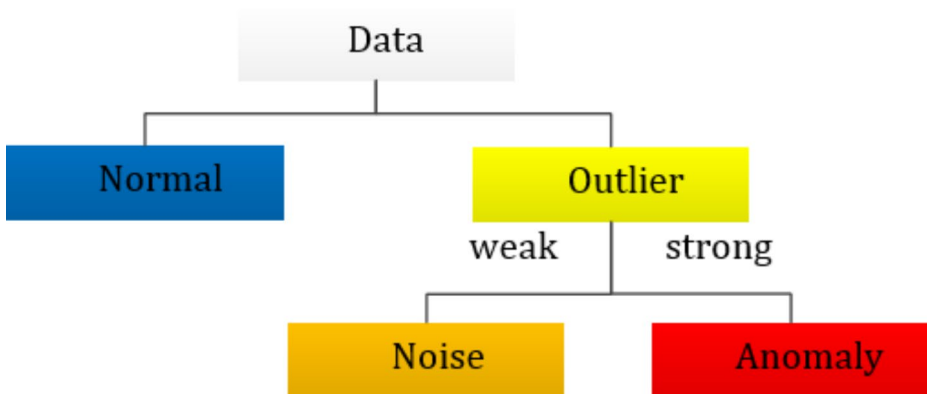 Data
Normal
Outlier
weak
strong
Noise
Anomaly